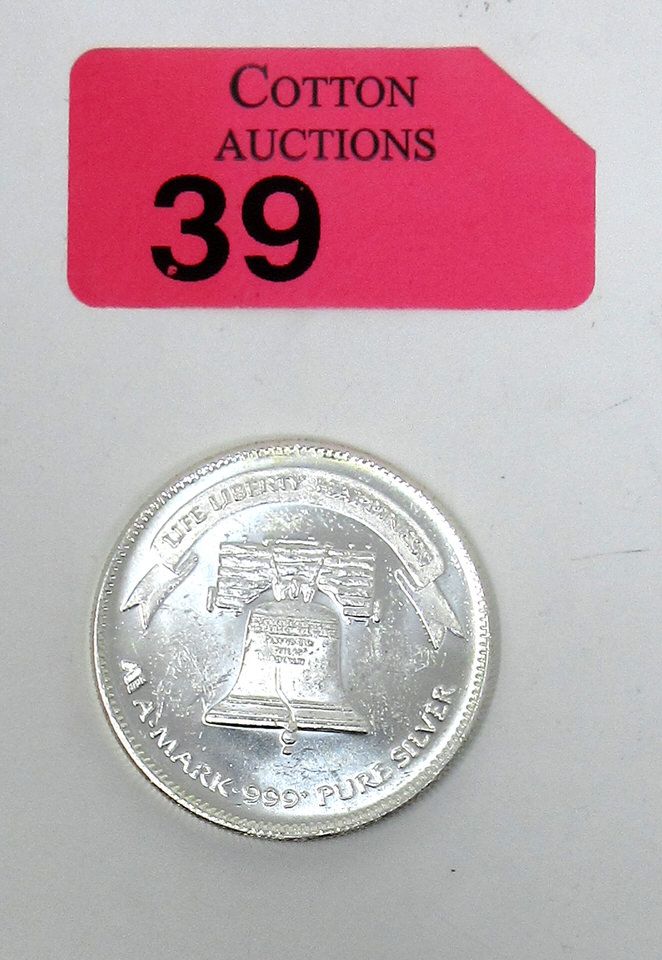 COTTON
AUCTIONS
39
LIFE LIBERTY HAPPINESS
A-MARK·999+ PURE SILVER